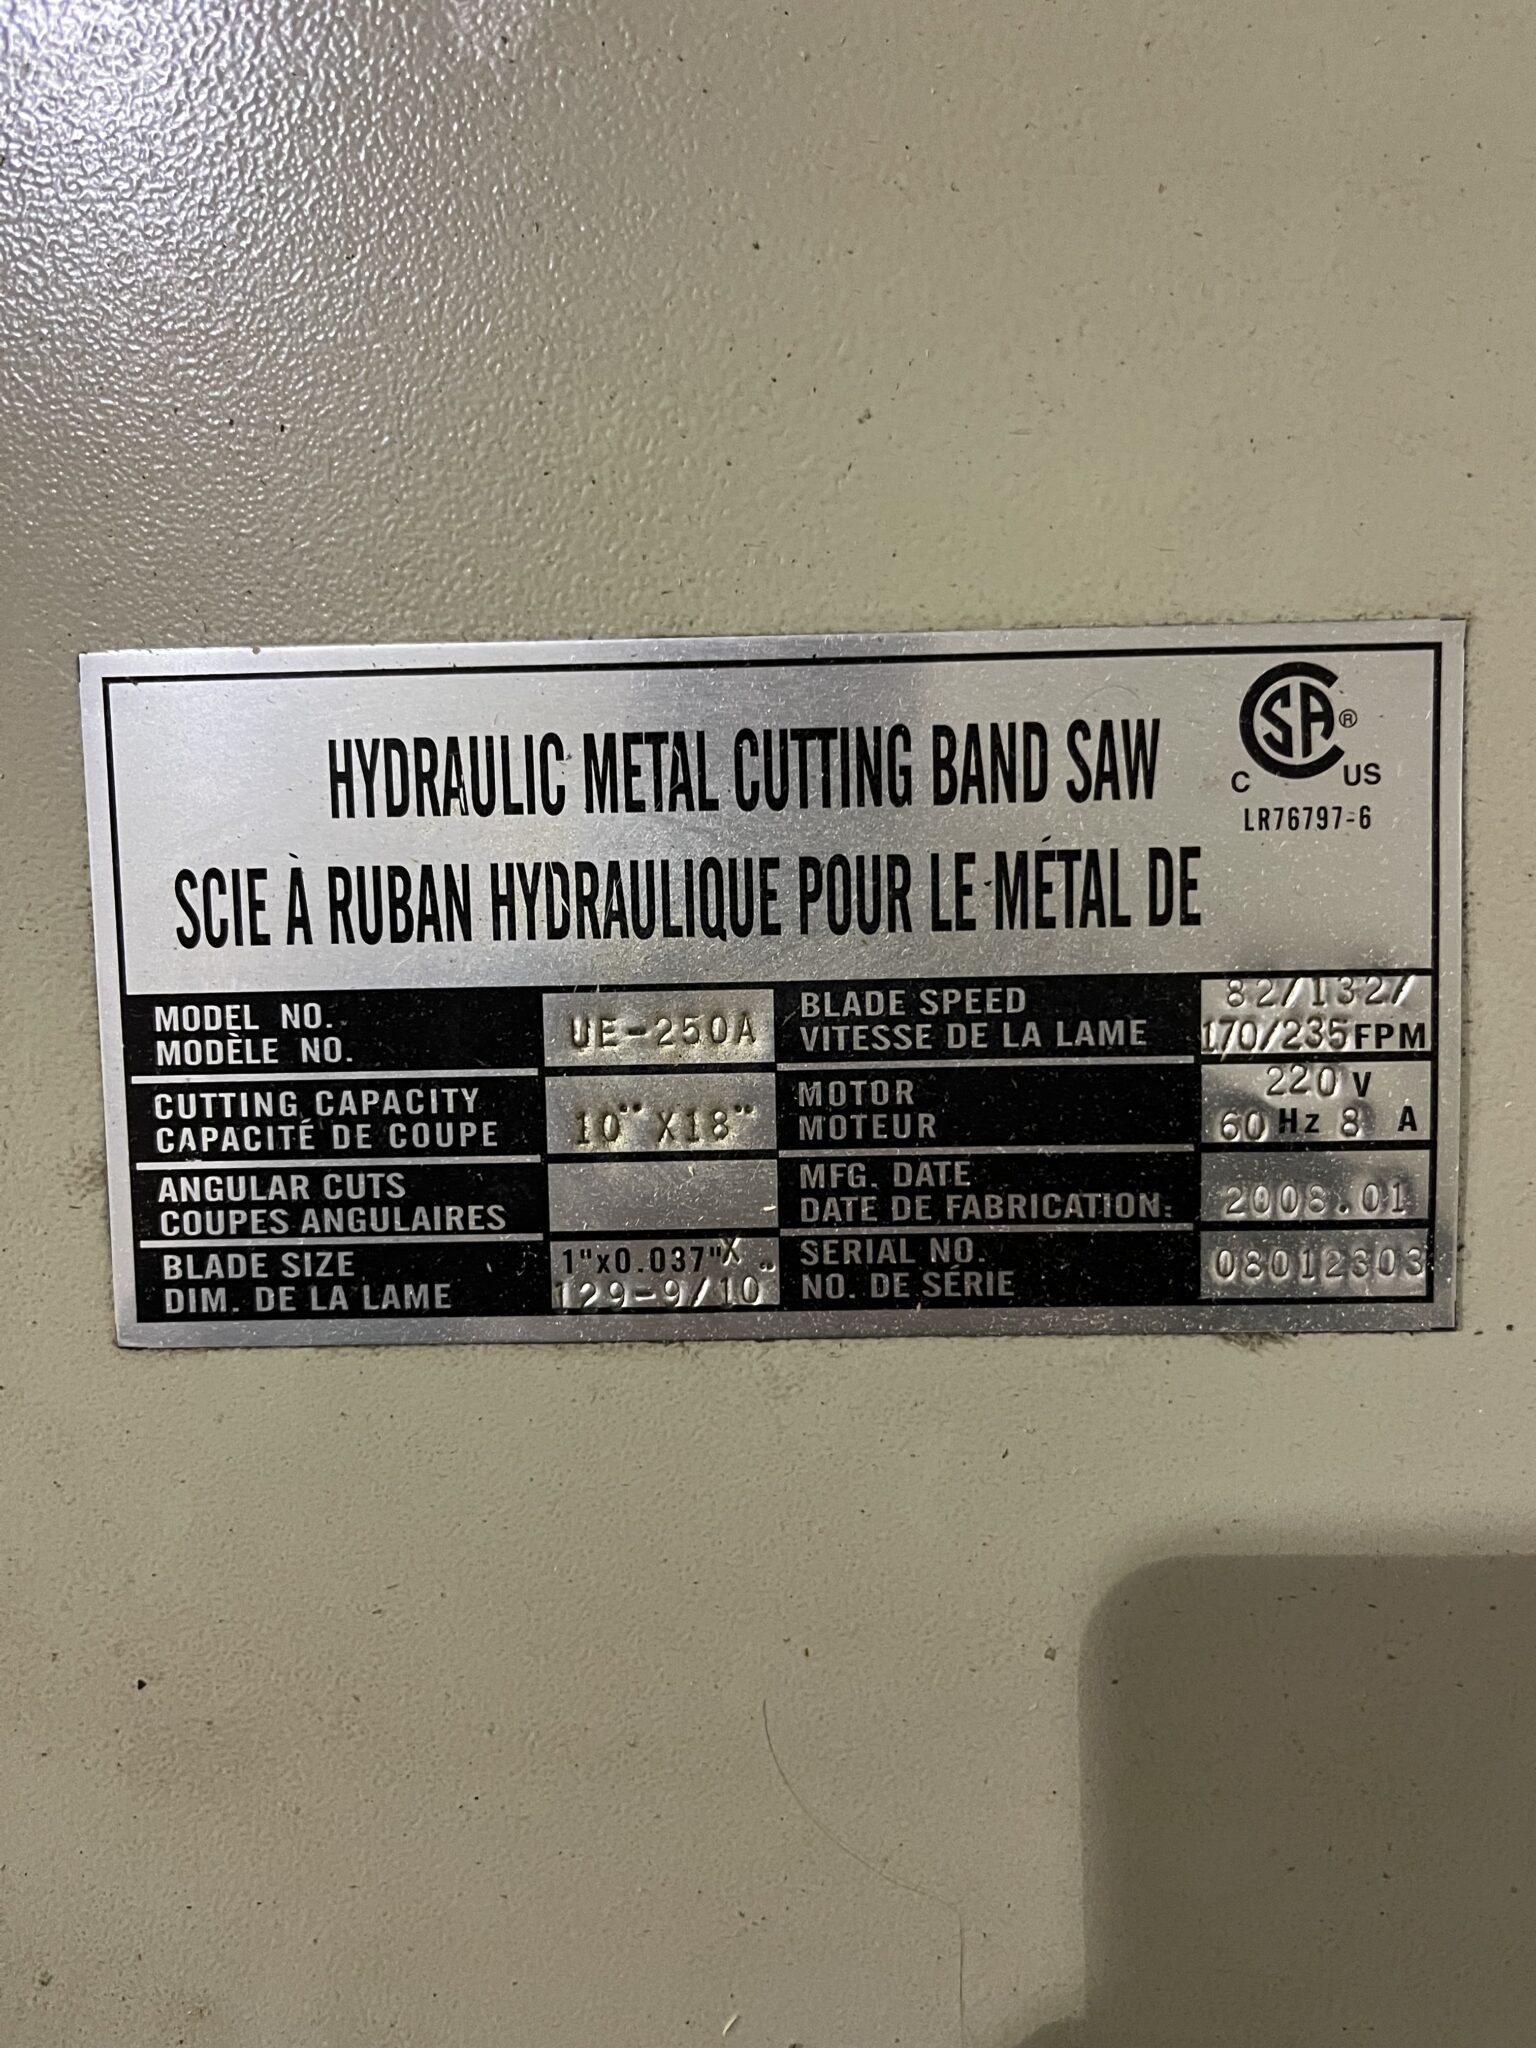 HYDRAULIC METAL CUTTING BAND SAW
CSA®
C US
LR76797-6
SCIE À RUBAN HYDRAULIQUE POUR LE MÉTAL DE
MODEL NO.
MODÈLE NO.
UE-250A
BLADE SPEED
VITESSE DE LA LAME
82/132/
170/235FPM
CUTTING CAPACITY
CAPACITÉ DE COUPE
10" X18"
MOTOR
MOTEUR
220 V
60 Hz 8 A
ANGULAR CUTS
COUPES ANGULAIRES
MFG. DATE
DATE DE FABRICATION:
2008.01
BLADE SIZE
DIM. DE LA LAME
1"x0.037"X
129-9/10"
SERIAL NO.
NO. DE SÉRIE
08012303